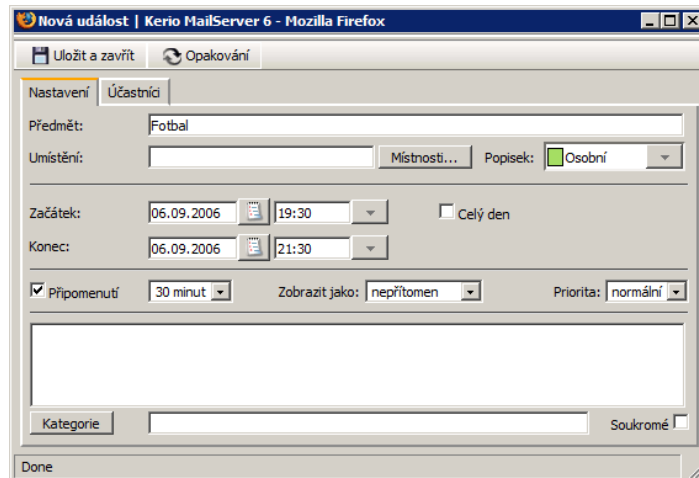 Nová událost | Kerio MailServer 6 - Mozilla Firefox
Uložit a zavřít Opakování
Nastavení Účastníci
Předmět: Fotbal
Umístění: Místnosti... Popisek: Osobní
Začátek: 06.09.2006 19:30 Celý den
Konec: 06.09.2006 21:30
Připomenutí 30 minut Zobrazit jako: nepřítomen Priorita: normální
Kategorie Soukromé
Done